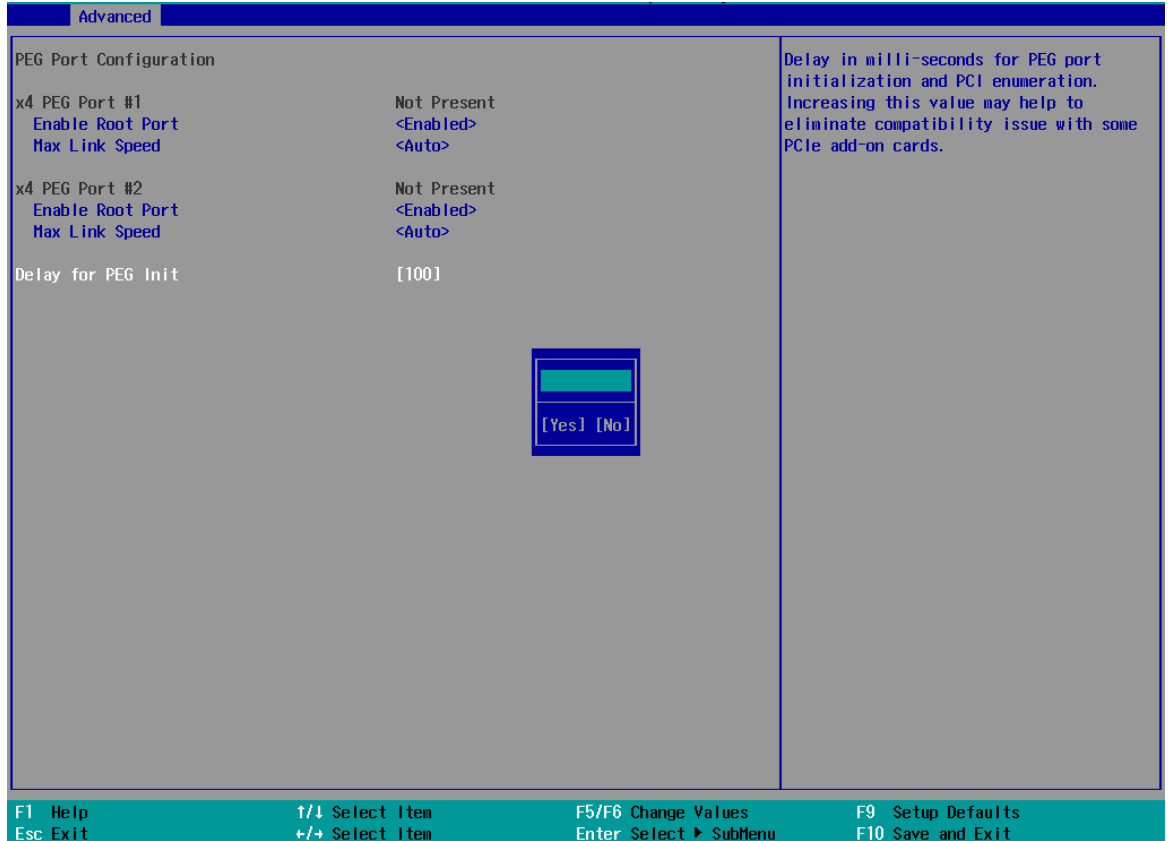 Advanced
PEG Port Configuration
x4 PEG Port #1 Not Present
Enable Root Port <Enabled>
Max Link Speed <Auto>
x4 PEG Port #2 Not Present
Enable Root Port <Enabled>
Max Link Speed <Auto>
Delay for PEG Init [100]
Delay in milli-seconds for PEG port
initialization and PCI enumeration.
Increasing this value may help to
eliminate compatibility issue with some
PCIe add-on cards.
[Yes] [No]
F1 Help ↑/↓ Select Item F5/F6 Change Values F9 Setup Defaults
Esc Exit ←/→ Select Item Enter Select ▶ SubMenu F10 Save and Exit